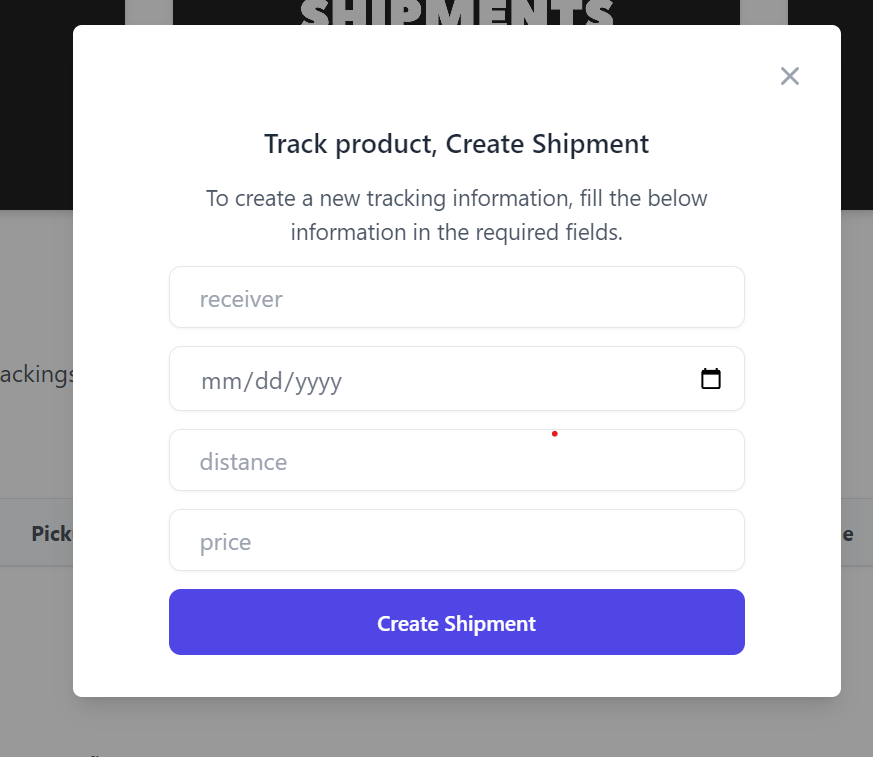 SHIPMENTS
Track product, Create Shipment
To create a new tracking information, fill the below
information in the required fields.
receiver
mm/dd/yyyy
ackings
distance
Pick
price
e
Create Shipment